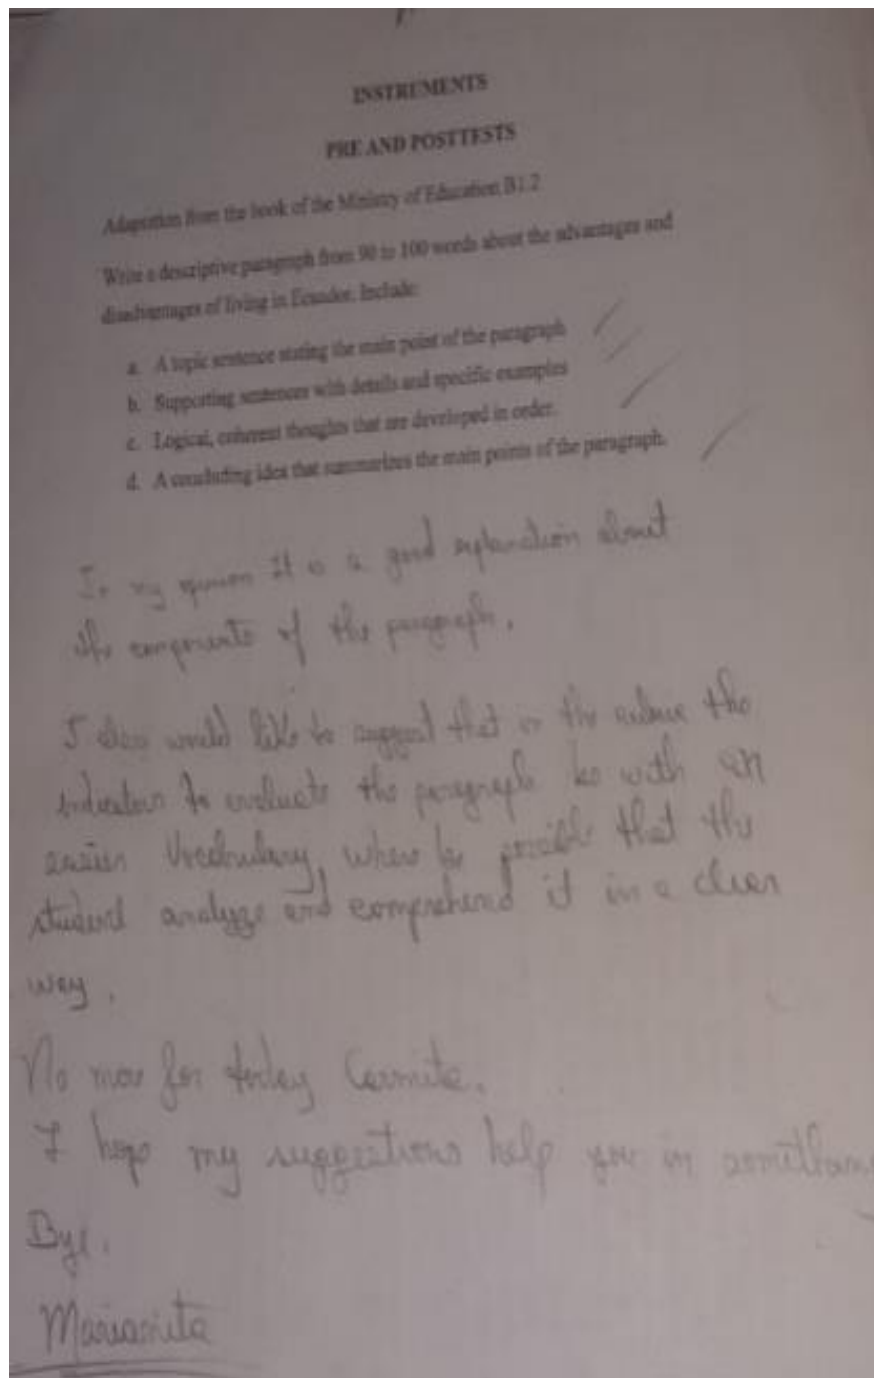 INSTRUMENTS
PRE AND POSTTESTS
Adaption from the book of the Ministry of Education B1.2
Write a descriptive paragraph from 90 to 100 words about the advantages and
disadvantages of living in Ecuador. Include:
a. A topic sentence stating the main point of the paragraph
b. Supporting sentences with details and specific examples
c. Logical, coherent thoughts that are developed in order.
d. A concluding idea that summarizes the main points of the paragraph.
In my opinion It is a good explanation about
the components of the paragraph.
I also would like to suggest that in the the
indicators to evaluate the paragraph be with an
easier Vocabulary, where be possible that the
student analyze and comprehend it in a clear
way.
No more for today Carmita.
I hope my suggestions help you in
Bye.
Marianita